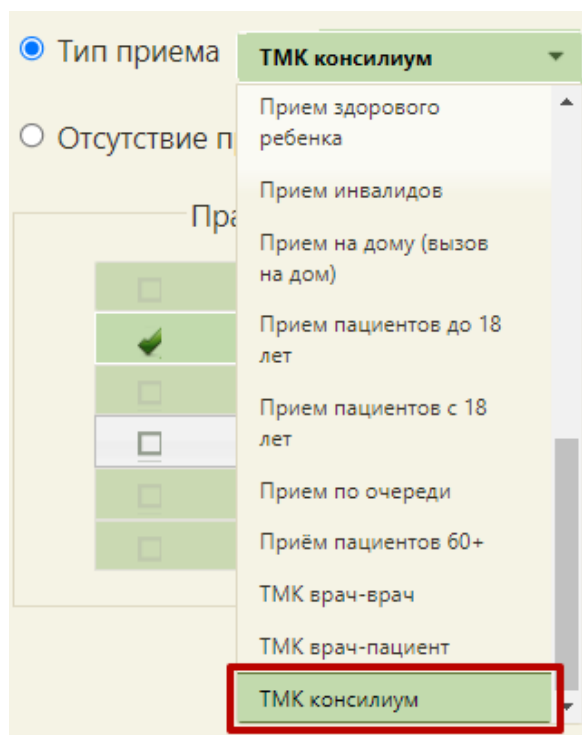 Тип приема
ТМК консилиум
Прием здорового
ребенка
Отсутствие п
Прием инвалидов
Пра
Прием на дому (вызов
на дом)
Прием пациентов до 18
лет
Прием пациентов с 18
лет
Прием по очереди
Приём пациентов 60+
ТМК врач-врач
ТМК врач-пациент
ТМК консилиум